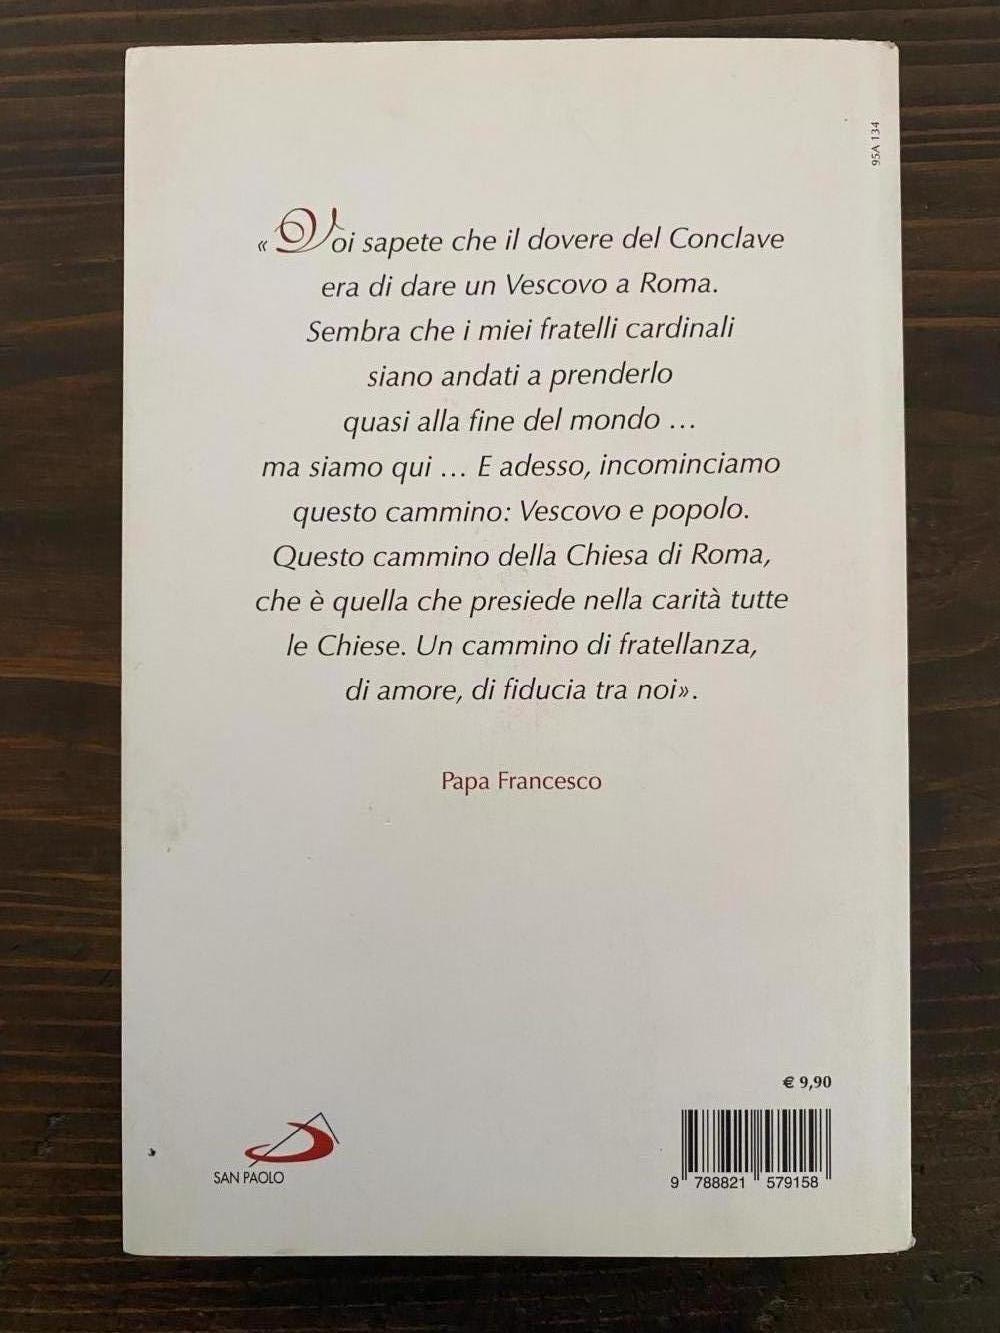 95A 134
« Voi sapete che il dovere del Conclave
era di dare un Vescovo a Roma.
Sembra che i miei fratelli cardinali
siano andati a prenderlo
quasi alla fine del mondo ...
ma siamo qui ... E adesso, incominciamo
questo cammino: Vescovo e popolo.
Questo cammino della Chiesa di Roma,
che è quella che presiede nella carità tutte
le Chiese. Un cammino di fratellanza,
di amore, di fiducia tra noi».
Papa Francesco
€ 9,90
SAN PAOLO
9 788821 579158